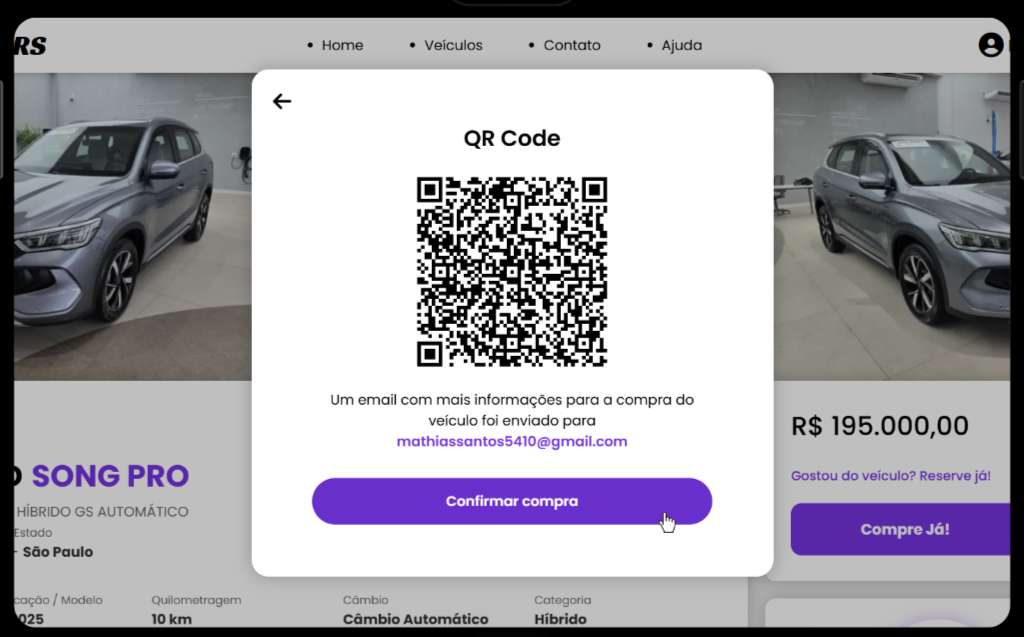 RS
Home
Veículos
Contato
Ajuda
QR Code
Um email com mais informações para a compra do
veículo foi enviado para
mathiassantos5410@gmail.com
Confirmar compra
R$ 195.000,00
SONG PRO
Gostou do veículo? Reserve já!
HÍBRIDO GS AUTOMÁTICO
Estado
- São Paulo
Compre Já!
cação / Modelo
Quilometragem
Câmbio
Categoria
025
10 km
Câmbio Automático
Híbrido